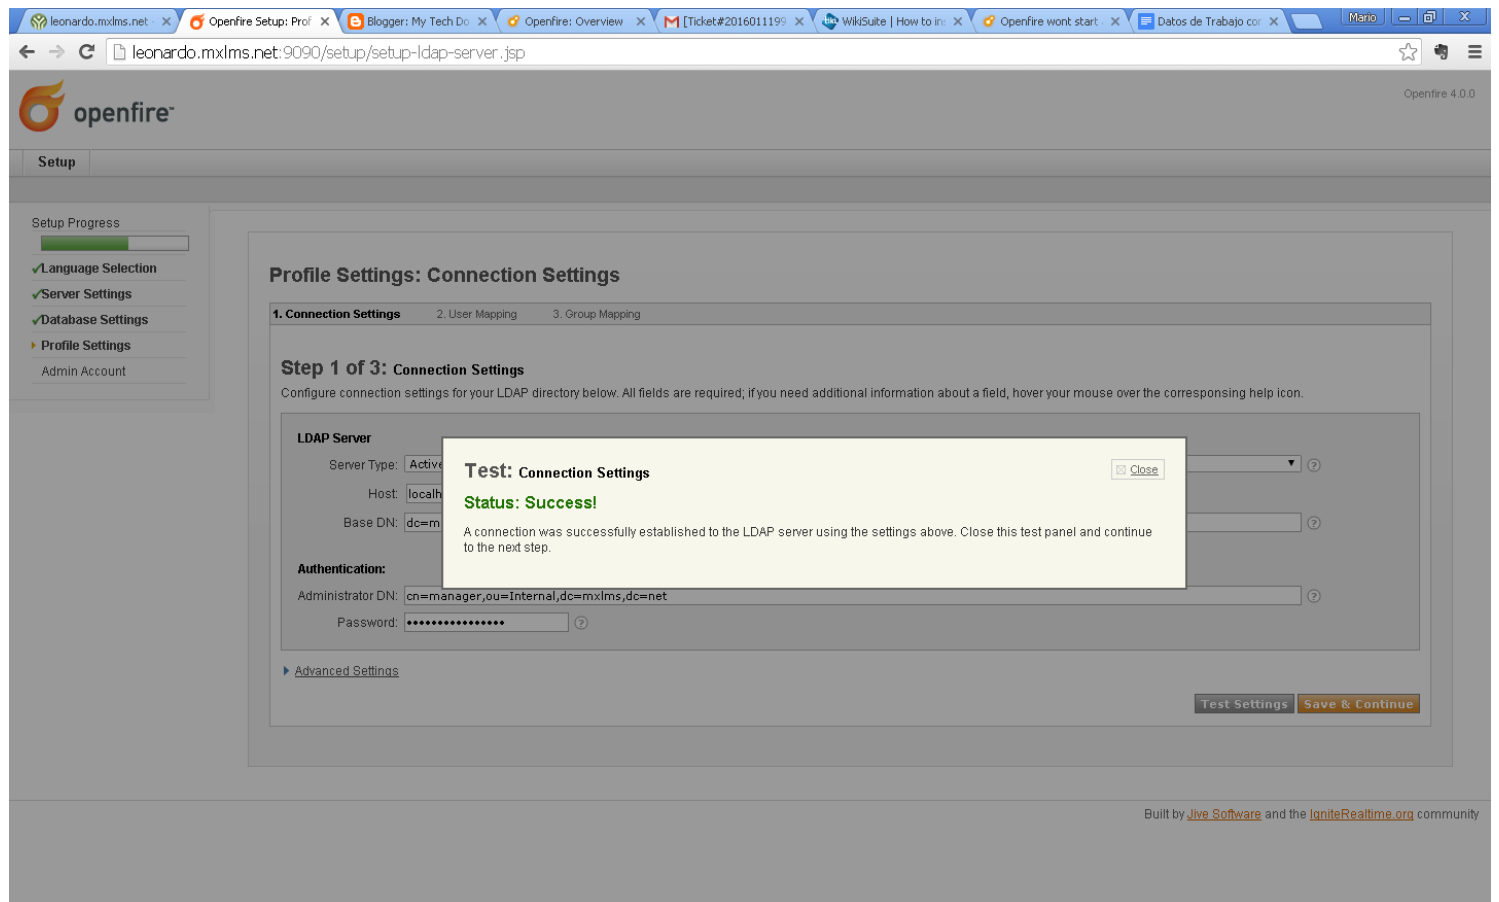 leonardo.mxlms.net
Openfire Setup: Prof
Blogger: My Tech Do
Openfire: Overview
[Ticket#2016011199
WikiSuite | How to in
Openfire wont start
Datos de Trabajo cor
Mario
leonardo.mxlms.net:9090/setup/setup-ldap-server.jsp
openfire™
Openfire 4.0.0
Setup
Setup Progress
Language Selection
Server Settings
Database Settings
Profile Settings
Admin Account
Profile Settings: Connection Settings
1. Connection Settings 2. User Mapping 3. Group Mapping
Step 1 of 3: Connection Settings
Configure connection settings for your LDAP directory below. All fields are required; if you need additional information about a field, hover your mouse over the corresponsing help icon.
LDAP Server
Server Type: Active
Host: localh
Base DN: dc=m
Test: Connection Settings
Close
Status: Success!
A connection was successfully established to the LDAP server using the settings above. Close this test panel and continue
to the next step.
Authentication:
Administrator DN: cn=manager,ou=Internal,dc=mxlms,dc=net
Password: ••••••••••••••••
Advanced Settings
Test Settings Save & Continue
Built by Jive Software and the IgniteRealtime.org community